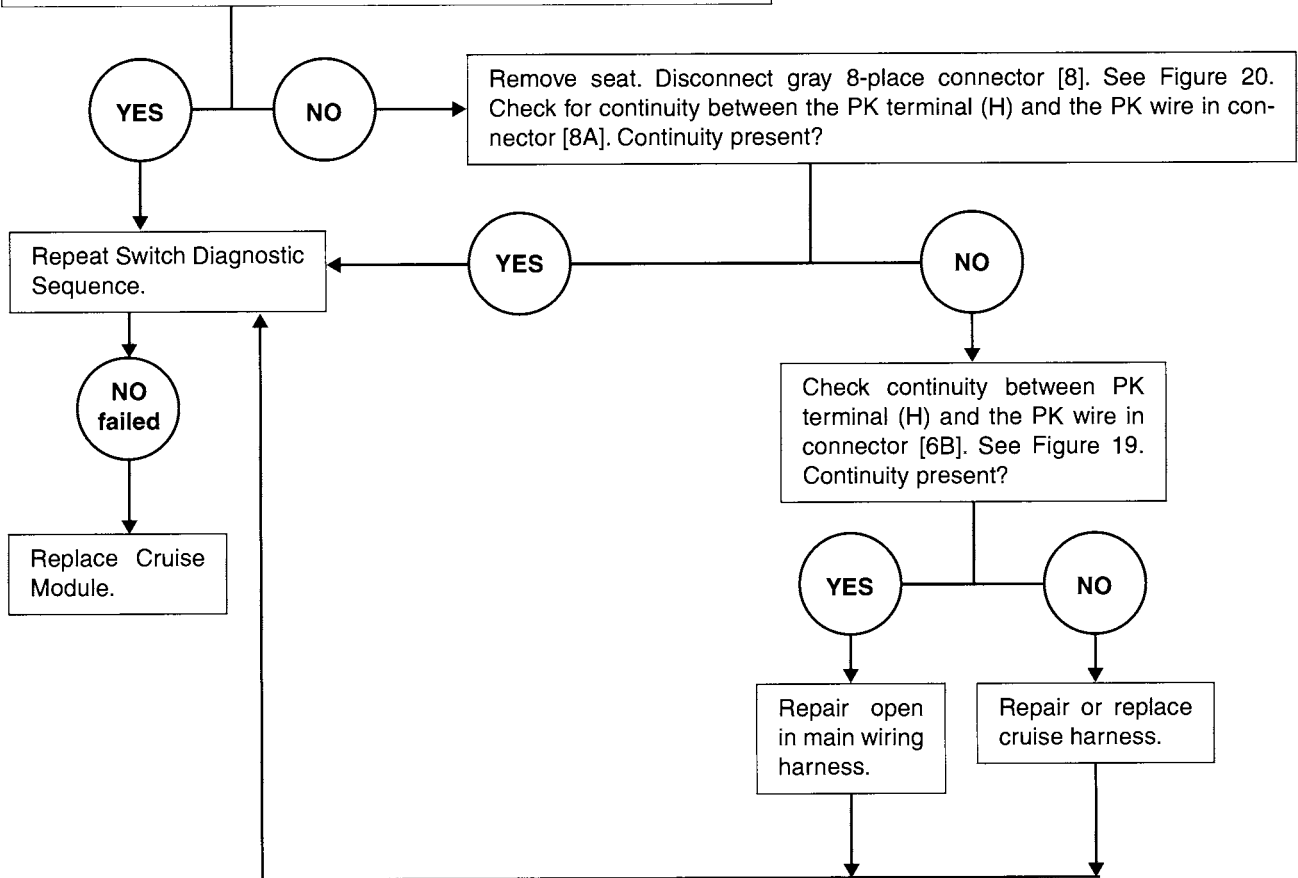 YES
NO
Remove seat. Disconnect gray 8-place connector [8]. See Figure 20.
Check for continuity between the PK terminal (H) and the PK wire in con-
nector [8A]. Continuity present?
Repeat Switch Diagnostic
Sequence.
YES
NO
NO
failed
Check continuity between PK
terminal (H) and the PK wire in
connector [6B]. See Figure 19.
Continuity present?
Replace Cruise
Module.
YES
NO
Repair open
in main wiring
harness.
Repair or replace
cruise harness.